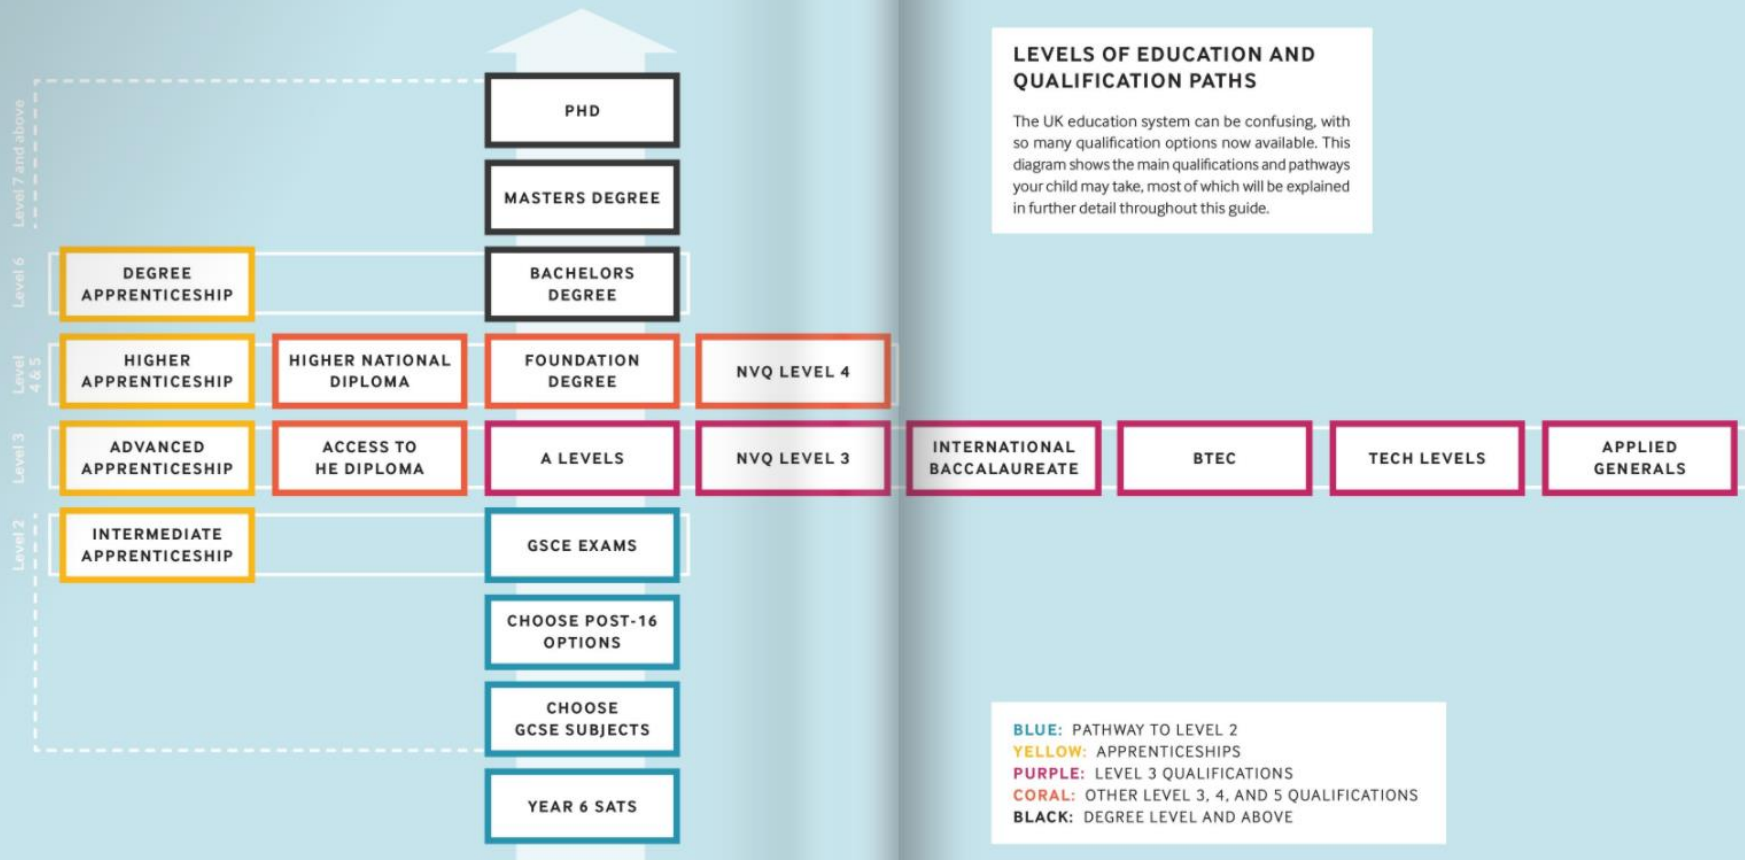 LEVELS OF EDUCATION AND
QUALIFICATION PATHS
The UK education system can be confusing, with
so many qualification options now available. This
diagram shows the main qualifications and pathways
your child may take, most of which will be explained
in further detail throughout this guide.
Level 7 and above
PHD
MASTERS DEGREE
Level 6
DEGREE
APPRENTICESHIP
BACHELORS
DEGREE
Level
4 & 5
HIGHER
APPRENTICESHIP
HIGHER NATIONAL
DIPLOMA
FOUNDATION
DEGREE
NVQ LEVEL 4
Level 3
ADVANCED
APPRENTICESHIP
ACCESS TO
HE DIPLOMA
A LEVELS
NVQ LEVEL 3
INTERNATIONAL
BACCALAUREATE
BTEC
TECH LEVELS
APPLIED
GENERALS
Level 2
INTERMEDIATE
APPRENTICESHIP
GSCE EXAMS
CHOOSE POST-16
OPTIONS
CHOOSE
GCSE SUBJECTS
YEAR 6 SATS
BLUE: PATHWAY TO LEVEL 2
YELLOW: APPRENTICESHIPS
PURPLE: LEVEL 3 QUALIFICATIONS
CORAL: OTHER LEVEL 3, 4, AND 5 QUALIFICATIONS
BLACK: DEGREE LEVEL AND ABOVE